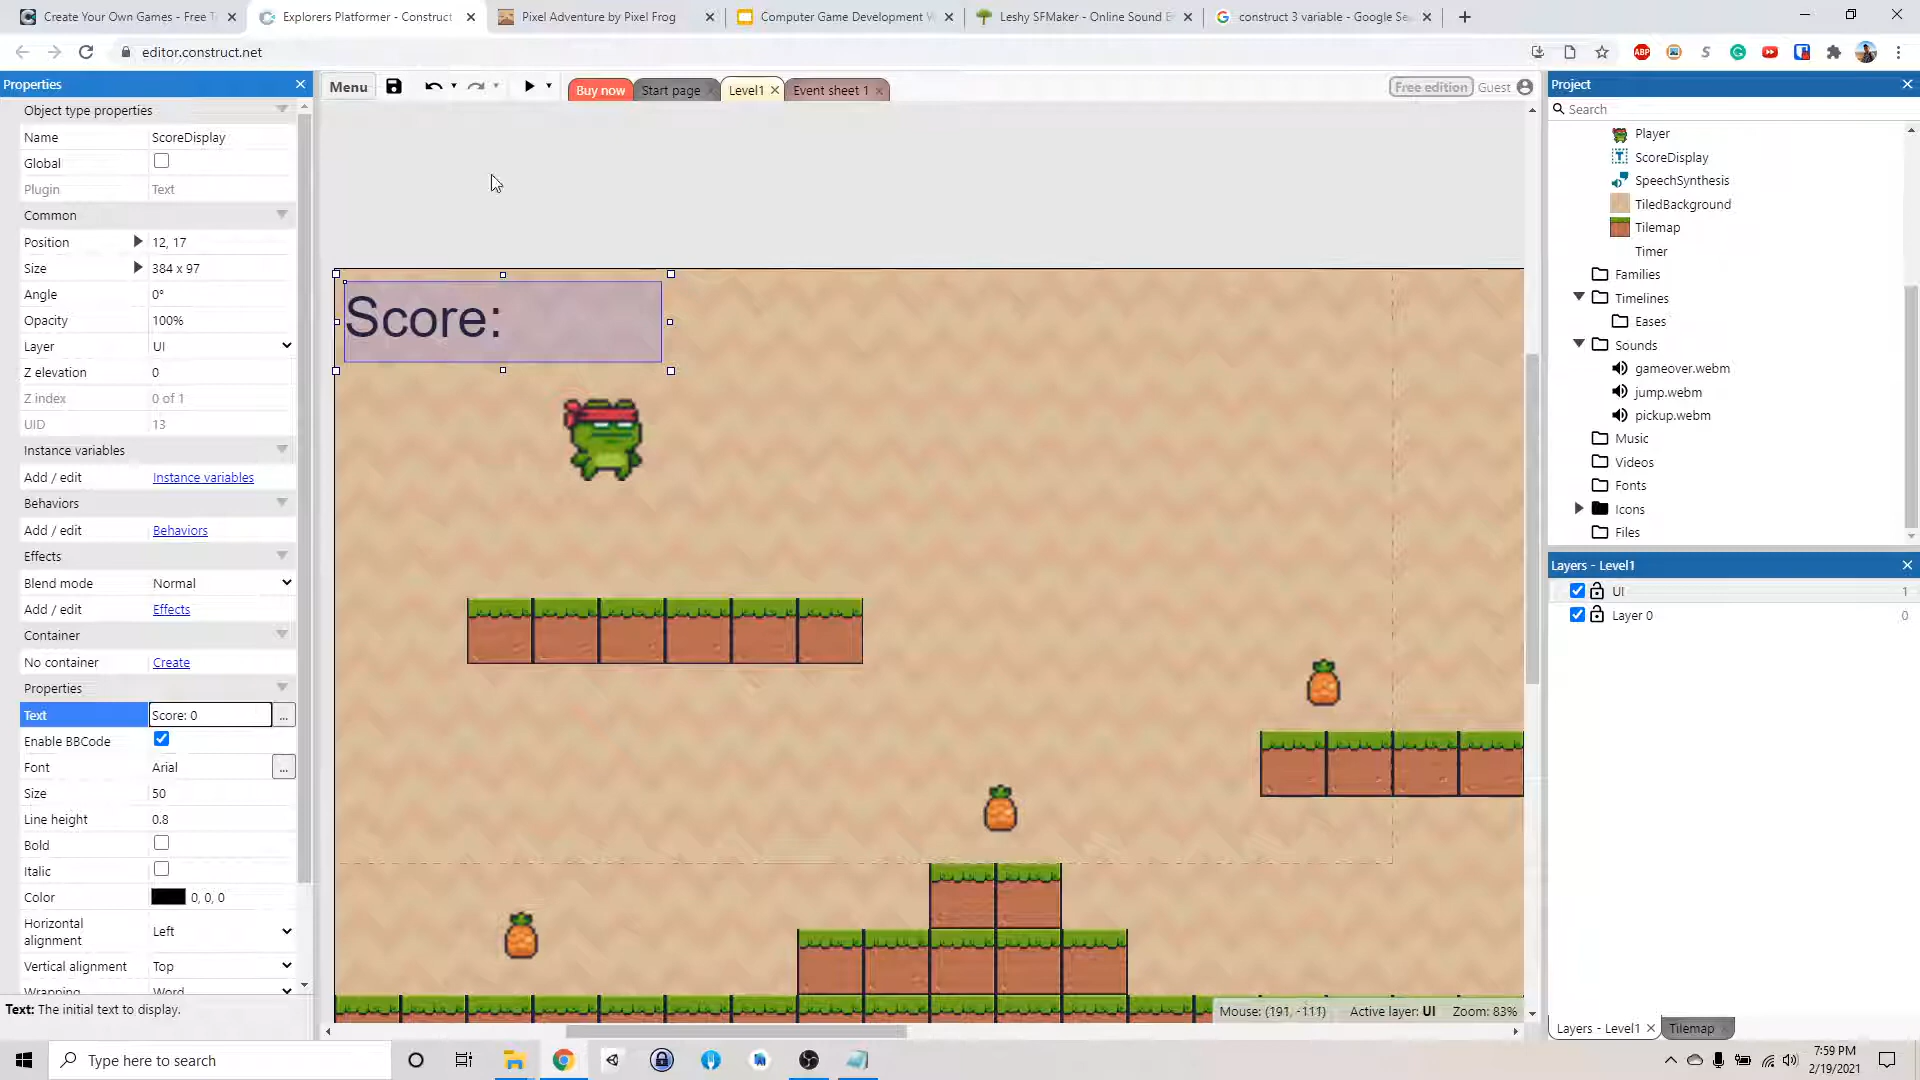 Create Your Own Games - Free T
Explorers Platformer - Construct
Pixel Adventure by Pixel Frog
Computer Game Development
Leshy SFMaker - Online Sound E
construct 3 variable - Google Se
editor.construct.net
Properties
Menu
Buy now
Start page
Level1
Event sheet 1
Free edition
Guest
Project
Search
Object type properties
Name ScoreDisplay
Global
Plugin Text
Common
Position 12, 17
Size 384 x 97
Angle 0°
Opacity 100%
Layer UI
Z elevation 0
Z index 0 of 1
UID 13
Instance variables
Add / edit Instance variables
Behaviors
Add / edit Behaviors
Effects
Blend mode Normal
Add / edit Effects
Container
No container Create
Properties
Text Score: 0
Enable BBCode
Font Arial
Size 50
Line height 0.8
Bold
Italic
Color 0, 0, 0
Horizontal alignment Left
Vertical alignment Top
Wrapping Word
Text: The initial text to display.
Score:
Mouse: (191, -111) Active layer: UI Zoom: 83%
Player
ScoreDisplay
SpeechSynthesis
TiledBackground
Tilemap
Timer
Families
Timelines
Eases
Sounds
gameover.webm
jump.webm
pickup.webm
Music
Videos
Fonts
Icons
Files
Layers - Level1
UI 1
Layer 0 0
Layers - Level1
Tilemap
Type here to search
7:59 PM
2/19/2021